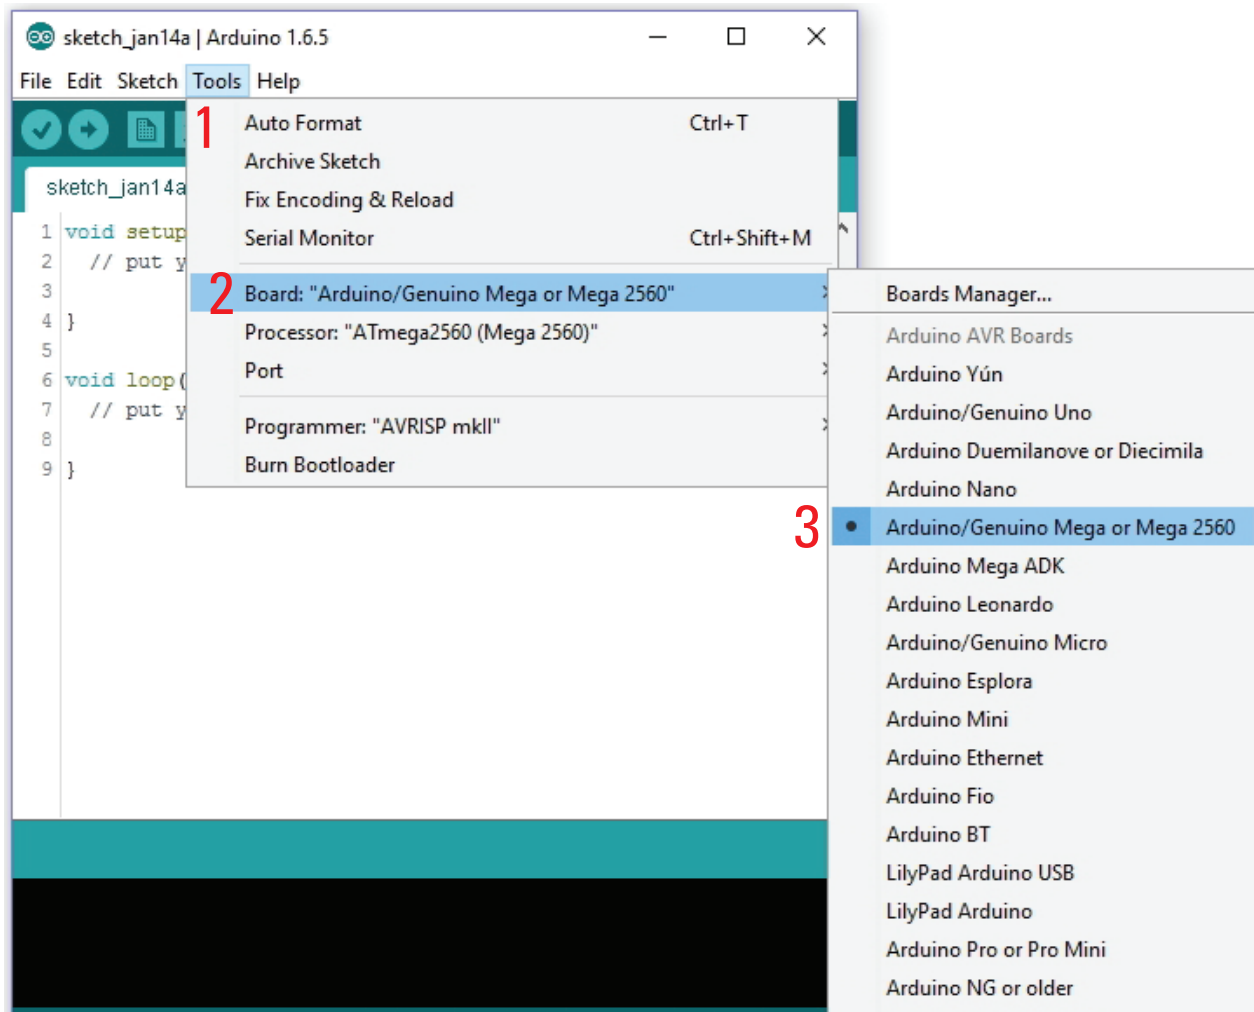 sketch_jan14a | Arduino 1.6.5
File Edit Sketch Tools Help
1
Auto Format Ctrl+T
Archive Sketch
Fix Encoding & Reload
Serial Monitor Ctrl+Shift+M
2 Board: "Arduino/Genuino Mega or Mega 2560"
Processor: "ATmega2560 (Mega 2560)"
Port
Programmer: "AVRISP mkII"
Burn Bootloader
sketch_jan14a
1 void setup
2 // put y
3
4 }
5
6 void loop(
7 // put y
8
9 }
Boards Manager...
Arduino AVR Boards
Arduino Yún
Arduino/Genuino Uno
Arduino Duemilanove or Diecimila
Arduino Nano
3 Arduino/Genuino Mega or Mega 2560
Arduino Mega ADK
Arduino Leonardo
Arduino/Genuino Micro
Arduino Esplora
Arduino Mini
Arduino Ethernet
Arduino Fio
Arduino BT
LilyPad Arduino USB
LilyPad Arduino
Arduino Pro or Pro Mini
Arduino NG or older